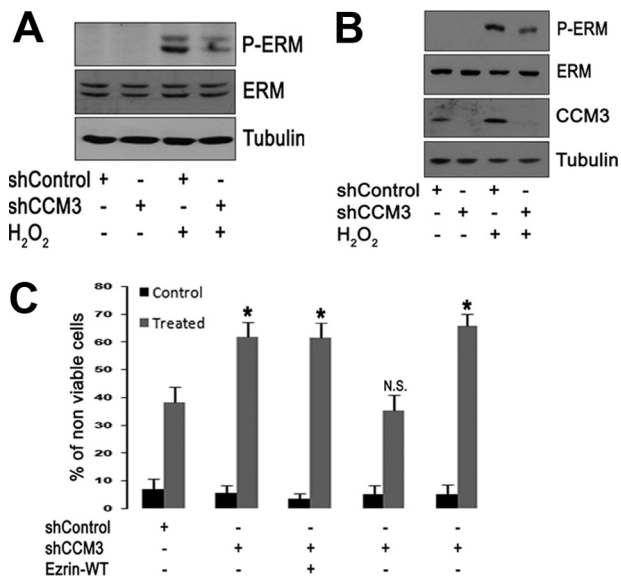 A
P-ERM
ERM
Tubulin
shControl + - + -
shCCM3 - + - +
H₂O₂ - - + +
B
P-ERM
ERM
CCM3
Tubulin
shControl + - + -
shCCM3 - + - +
H₂O₂ - - + +
C
% of non viable cells
80
70
60
50
40
30
20
10
0
Control
Treated
* * N.S. *
shControl + - - - -
shCCM3 - + + + +
Ezrin-WT - - + - -